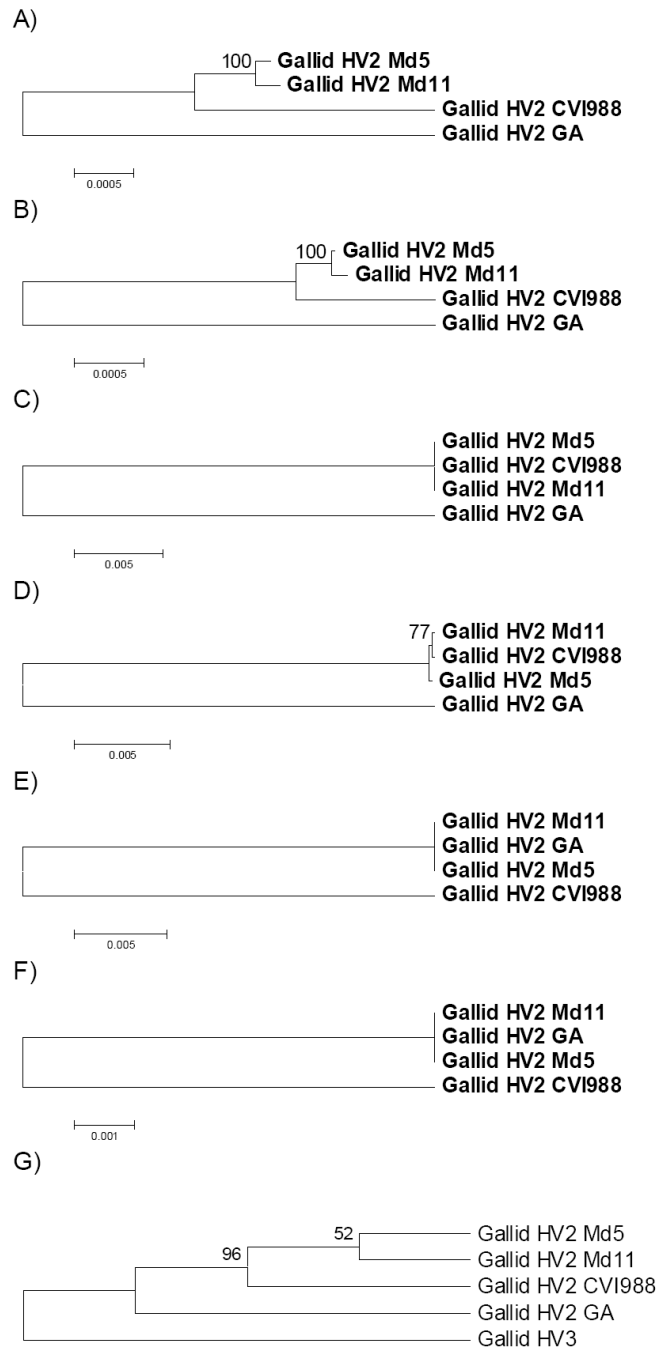 A)
100
Gallid HV2 Md5
Gallid HV2 Md11
Gallid HV2 CVI988
Gallid HV2 GA
0.0005
B)
100
Gallid HV2 Md5
Gallid HV2 Md11
Gallid HV2 CVI988
Gallid HV2 GA
0.0005
C)
Gallid HV2 Md5
Gallid HV2 CVI988
Gallid HV2 Md11
Gallid HV2 GA
0.005
D)
77
Gallid HV2 Md11
Gallid HV2 CVI988
Gallid HV2 Md5
Gallid HV2 GA
0.005
E)
Gallid HV2 Md11
Gallid HV2 GA
Gallid HV2 Md5
Gallid HV2 CVI988
0.005
F)
Gallid HV2 Md11
Gallid HV2 GA
Gallid HV2 Md5
Gallid HV2 CVI988
0.001
G)
52
Gallid HV2 Md5
96
Gallid HV2 Md11
Gallid HV2 CVI988
Gallid HV2 GA
Gallid HV3